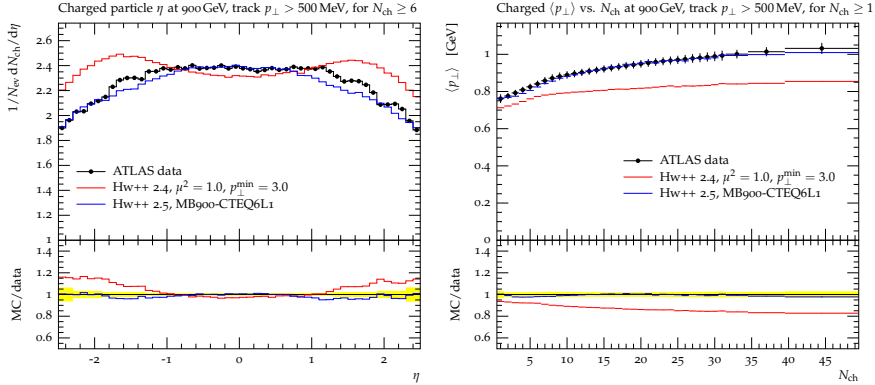 Charged particle η at 900 GeV, track p⊥ > 500 MeV, for Nch ≥ 6
1/Nev dNch/dη
2.6
2.4
2.2
2
1.8
1.6
1.4
1.2
1
ATLAS data
Hw++ 2.4, μ² = 1.0, p⊥^min = 3.0
Hw++ 2.5, MB900-CTEQ6L1
MC/data
1.4
1.2
1
0.8
0.6
-2 -1 0 1 2
η
Charged ⟨p⊥⟩ vs. Nch at 900 GeV, track p⊥ > 500 MeV, for Nch ≥ 1
⟨p⊥⟩ [GeV]
1
0.8
0.6
0.4
0.2
0
ATLAS data
Hw++ 2.4, μ² = 1.0, p⊥^min = 3.0
Hw++ 2.5, MB900-CTEQ6L1
MC/data
1.4
1.2
1
0.8
0.6
5 10 15 20 25 30 35 40 45
Nch